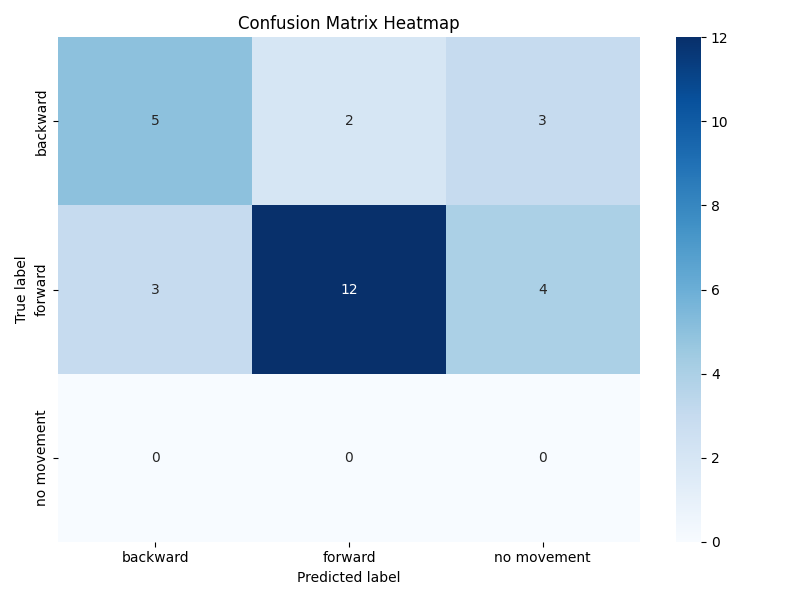 Confusion Matrix Heatmap
backward
5
2
3
forward
3
12
4
no movement
0
0
0
True label
backward
forward
no movement
Predicted label
12
10
8
6
4
2
0